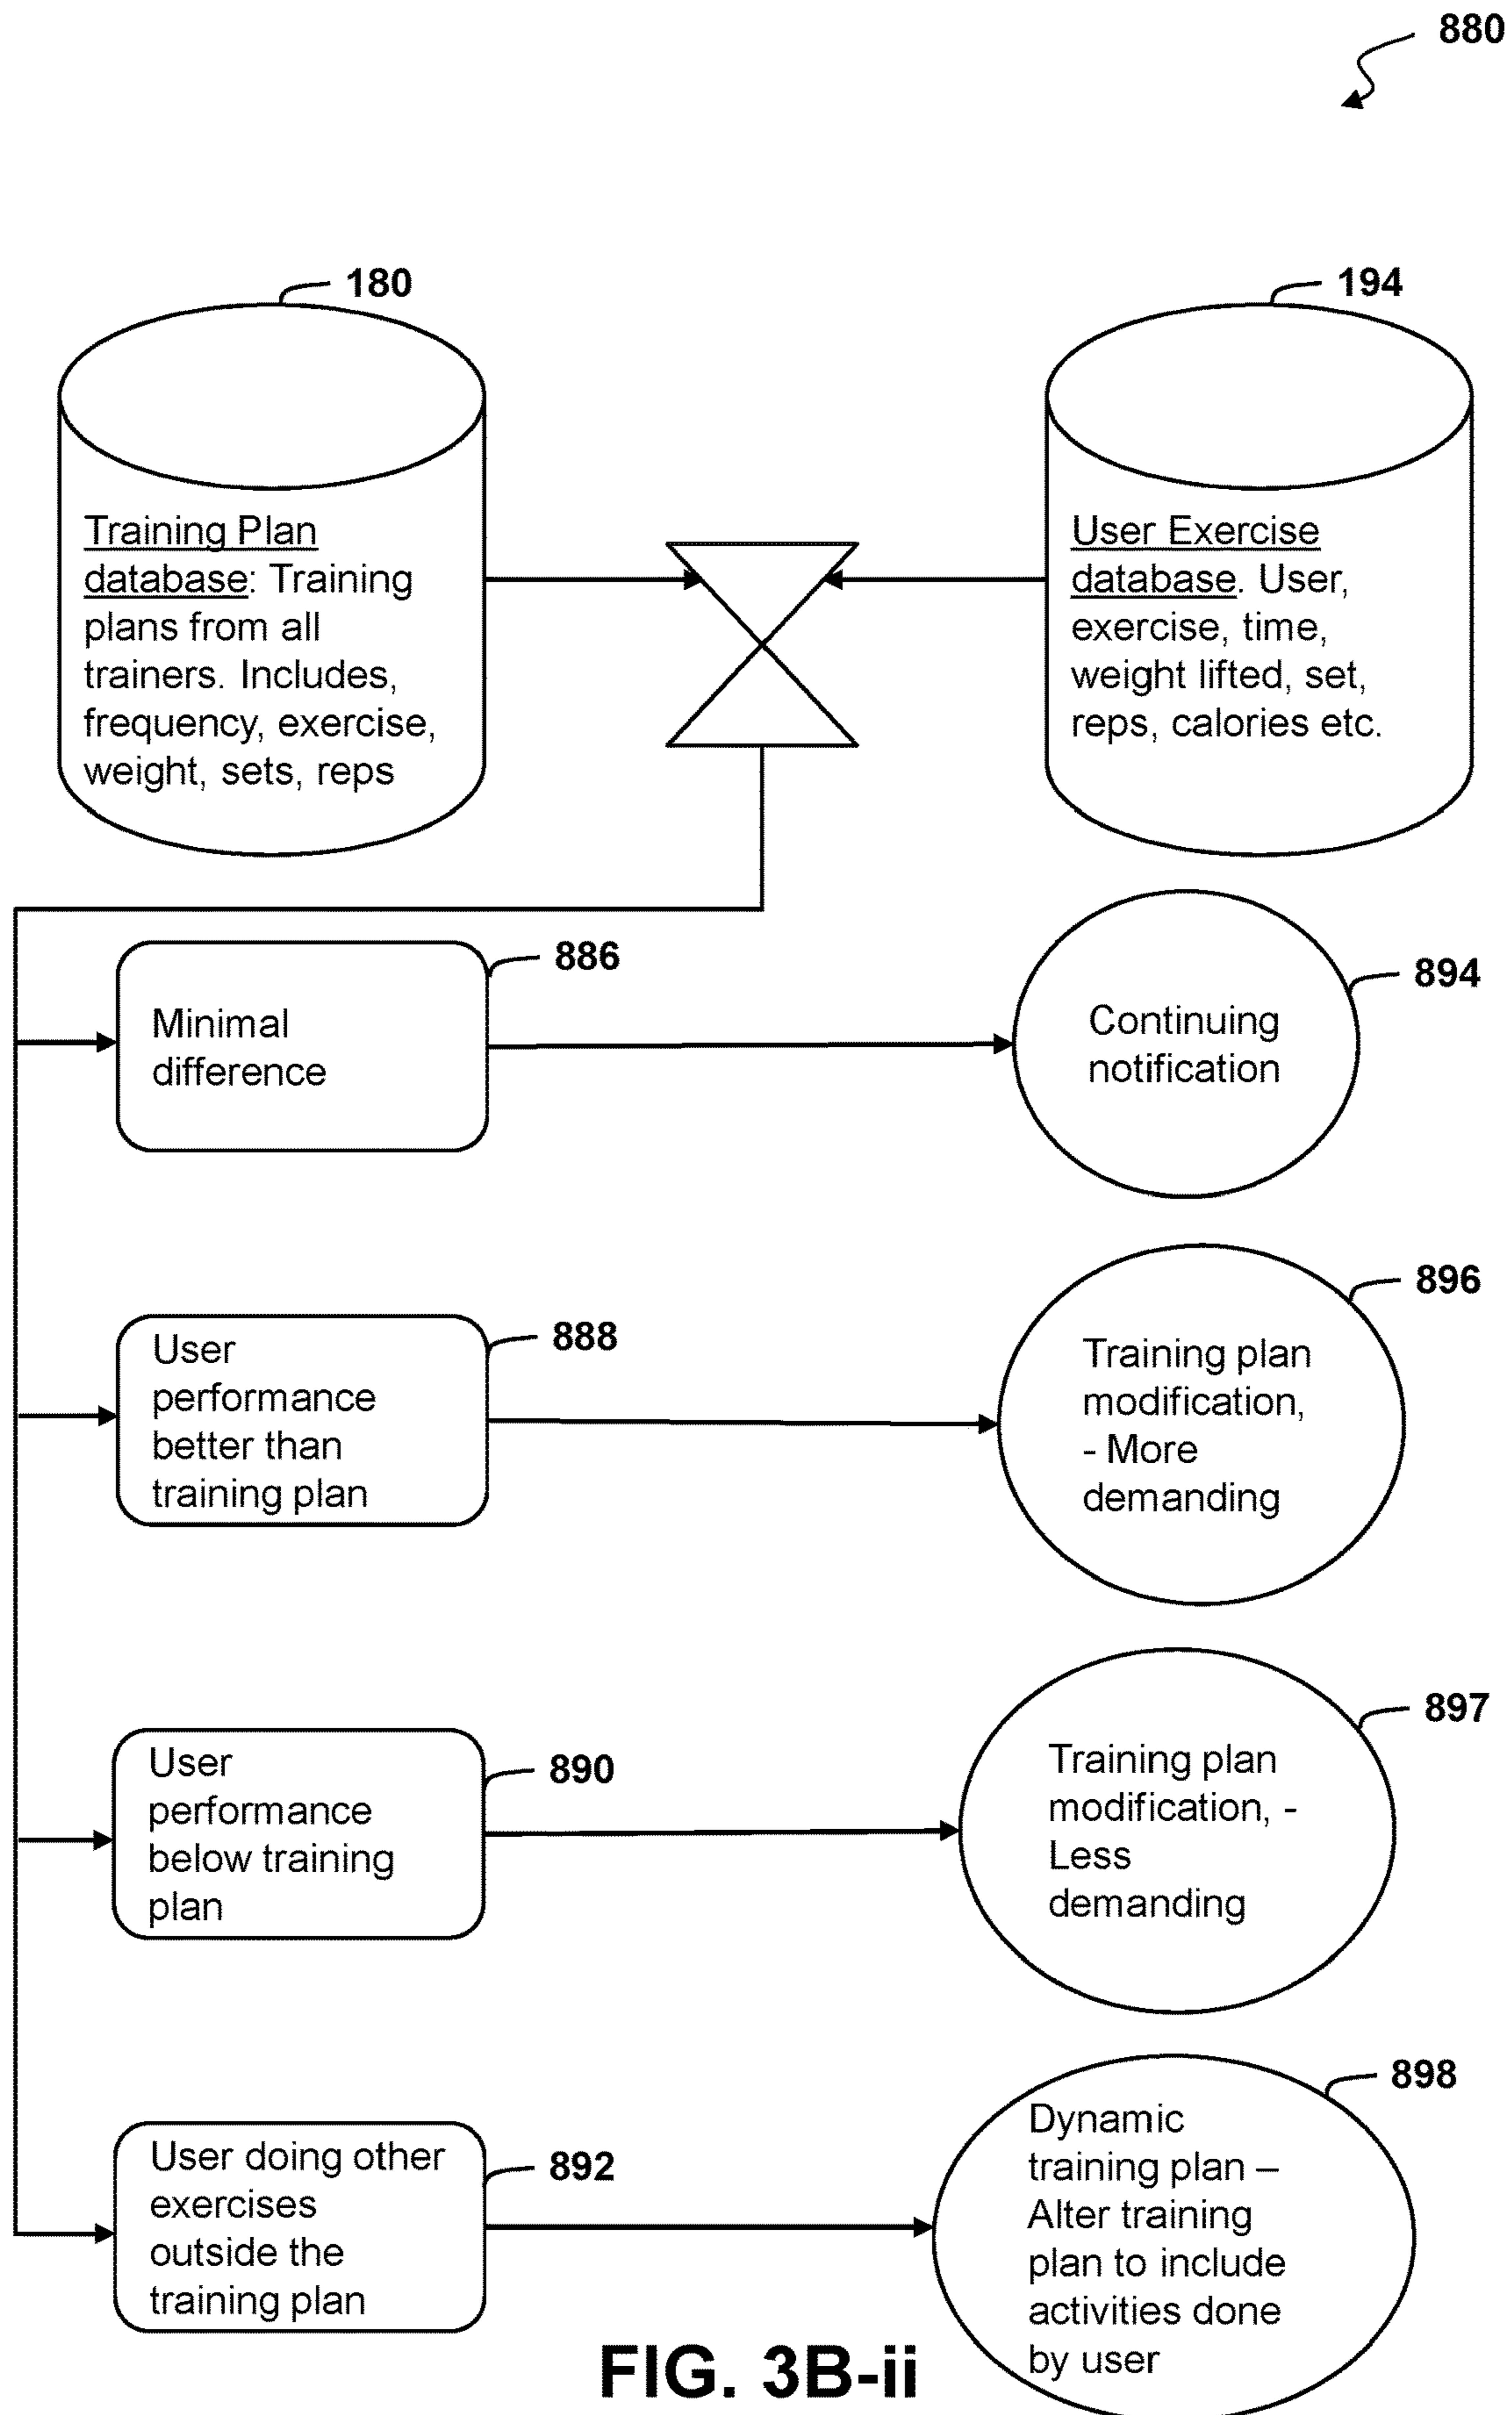 880
180
194
Training Plan
database: Training
plans from all
trainers. Includes,
frequency, exercise,
weight, sets, reps
User Exercise
database. User,
exercise, time,
weight lifted, set,
reps, calories etc.
886
Minimal
difference
894
Continuing
notification
888
User
performance
better than
training plan
896
Training plan
modification,
- More
demanding
890
User
performance
below training
plan
897
Training plan
modification, -
Less
demanding
892
User doing other
exercises
outside the
training plan
898
Dynamic
training plan –
Alter training
plan to include
activities done
by user
FIG. 3B-ii